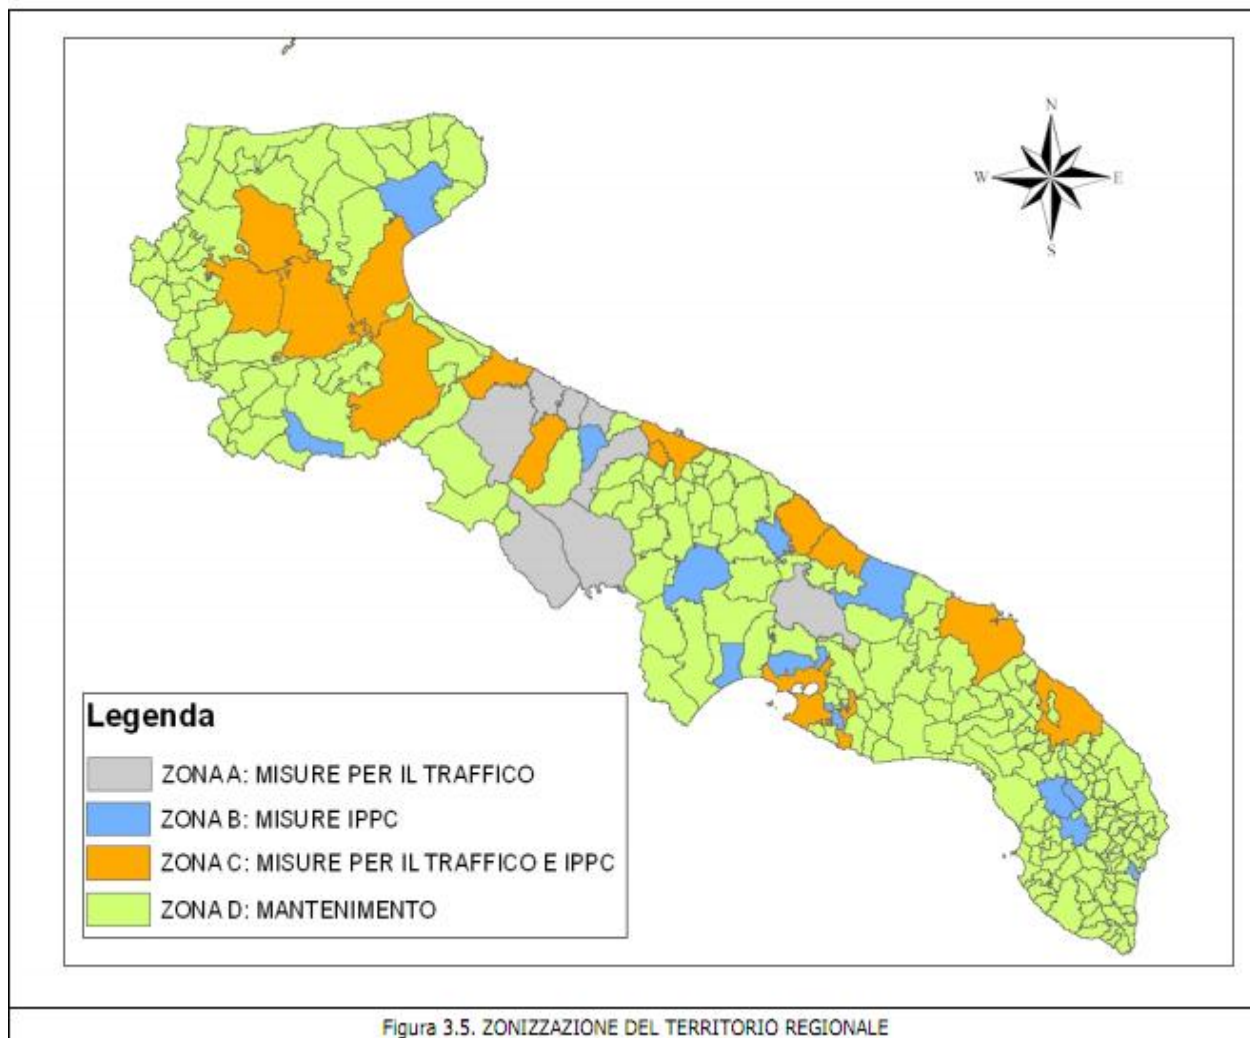 N
W
E
S
Legenda
ZONA A: MISURE PER IL TRAFFICO
ZONA B: MISURE IPPC
ZONA C: MISURE PER IL TRAFFICO E IPPC
ZONA D: MANTENIMENTO
Figura 3.5. ZONIZZAZIONE DEL TERRITORIO REGIONALE